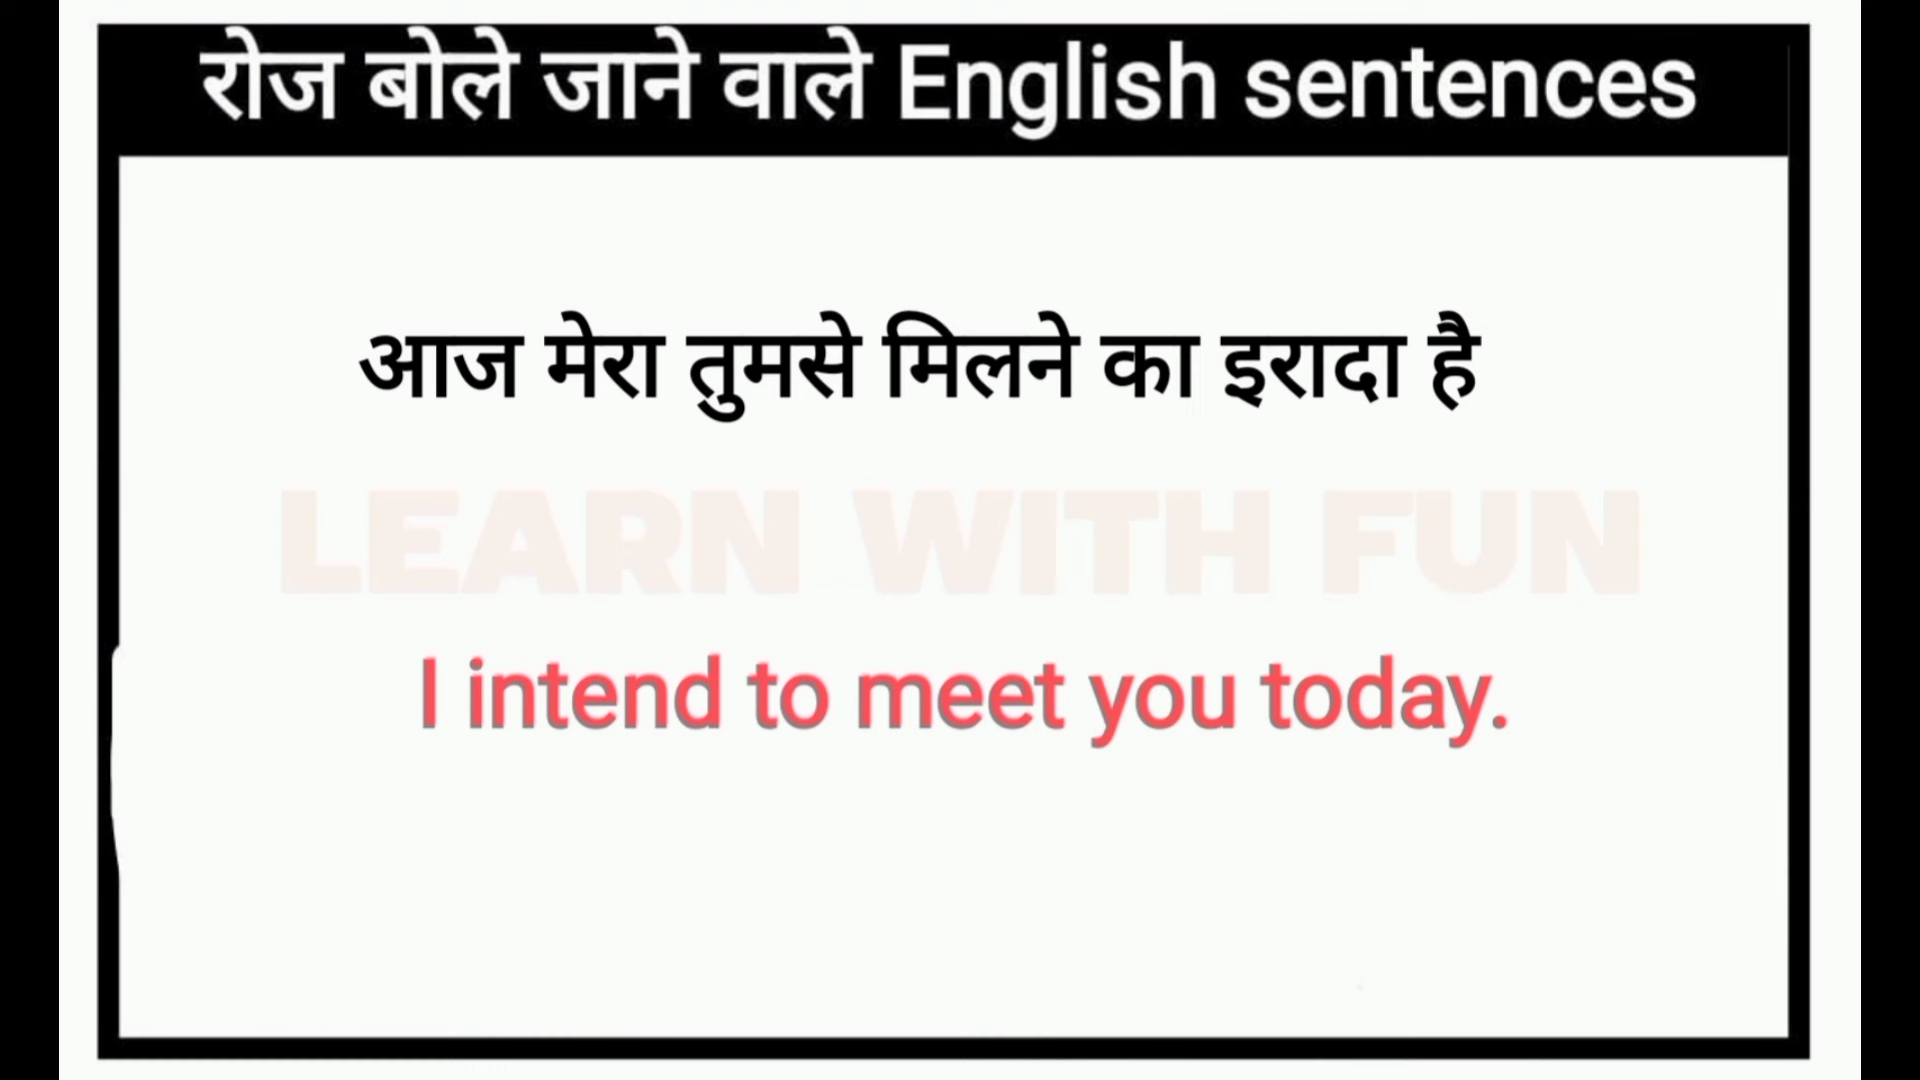 रोज बोले जाने वाले English sentences
आज मेरा तुमसे मिलने का इरादा है
LEARN WITH FUN
I intend to meet you today.